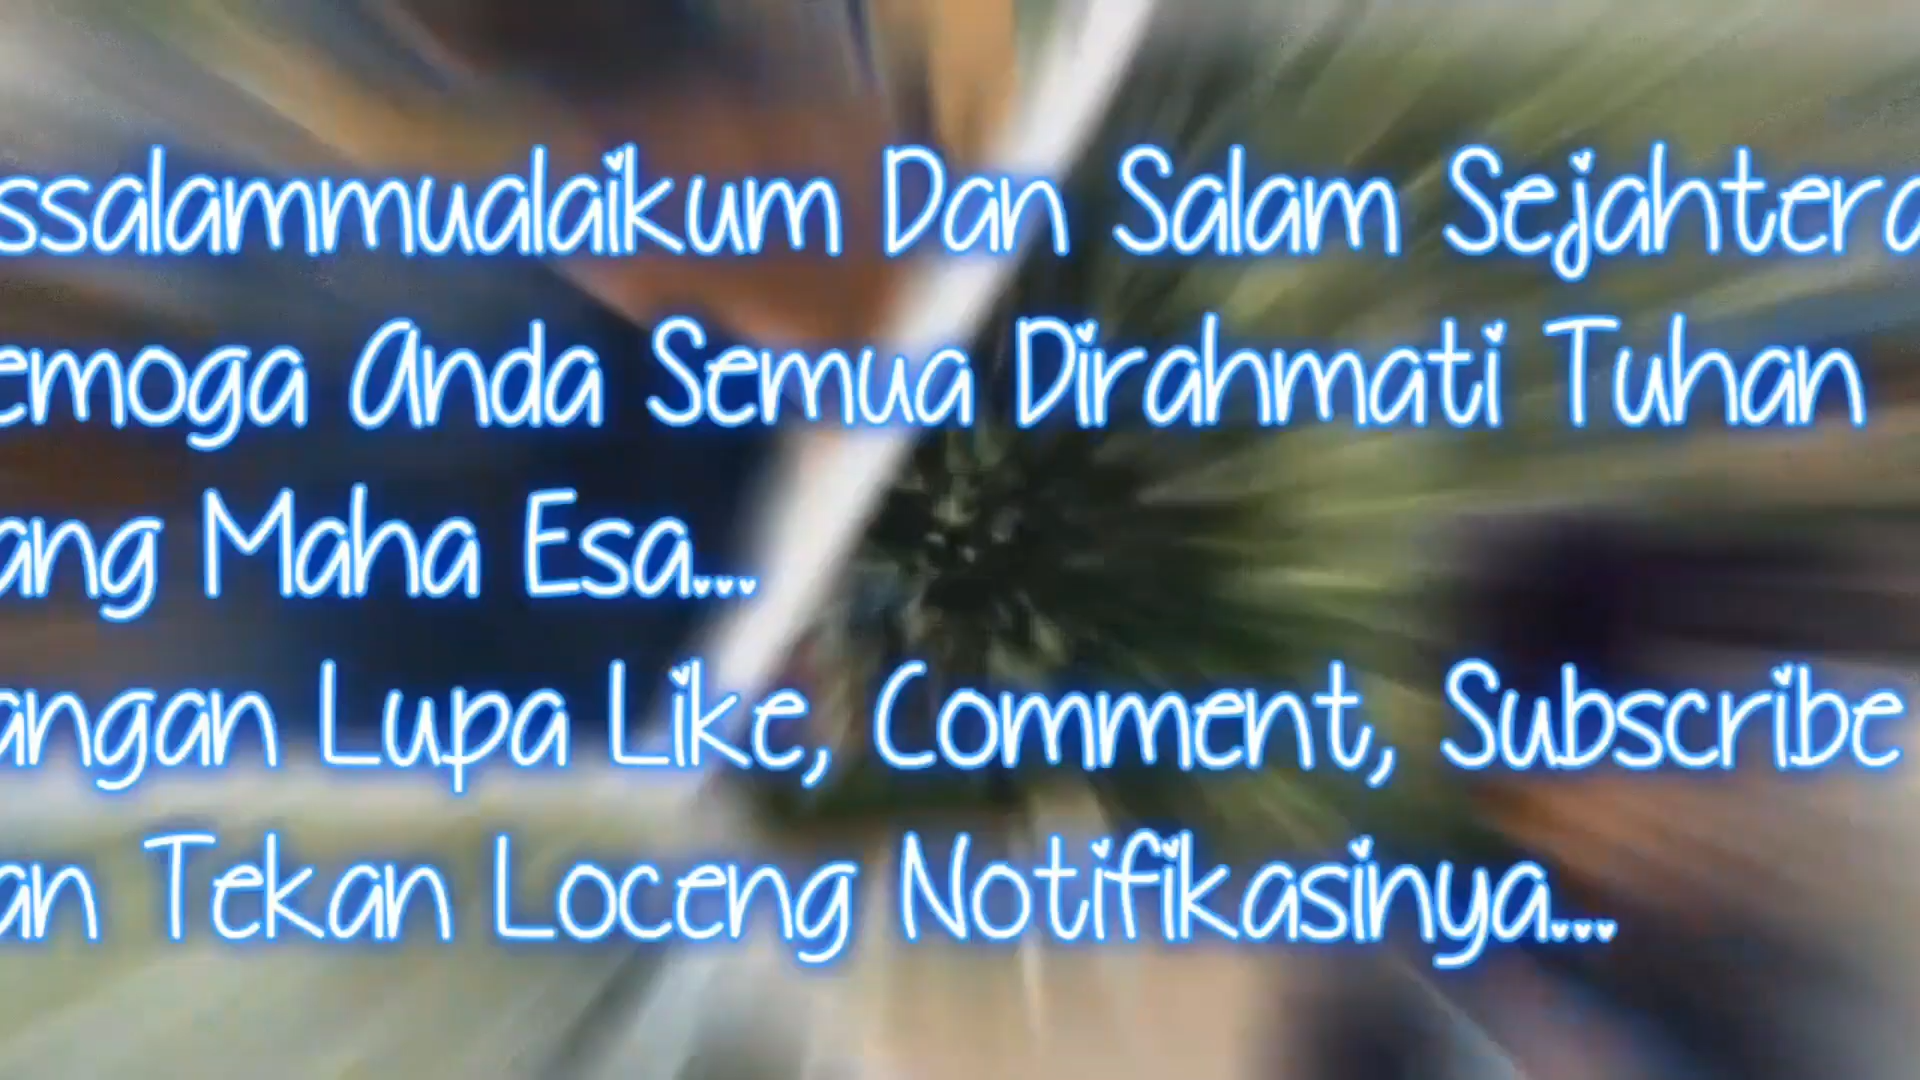 ssalammualaikum Dan Salam Sejahtera
emoga Anda Semua Dirahmati Tuhan
ang Maha Esa...
angan Lupa Like, Comment, Subscribe
an Tekan Loceng Notifikasinya...